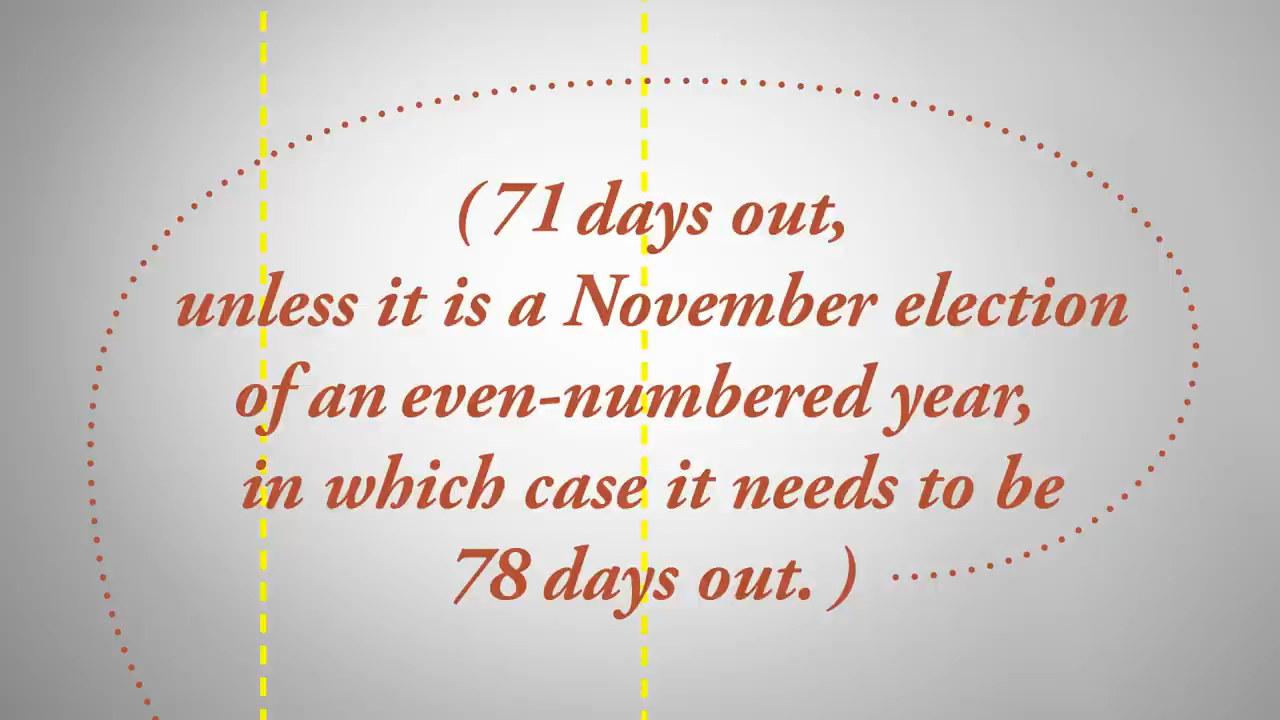 ( 71 days out,
unless it is a November election
of an even-numbered year,
in which case it needs to be
78 days out. )